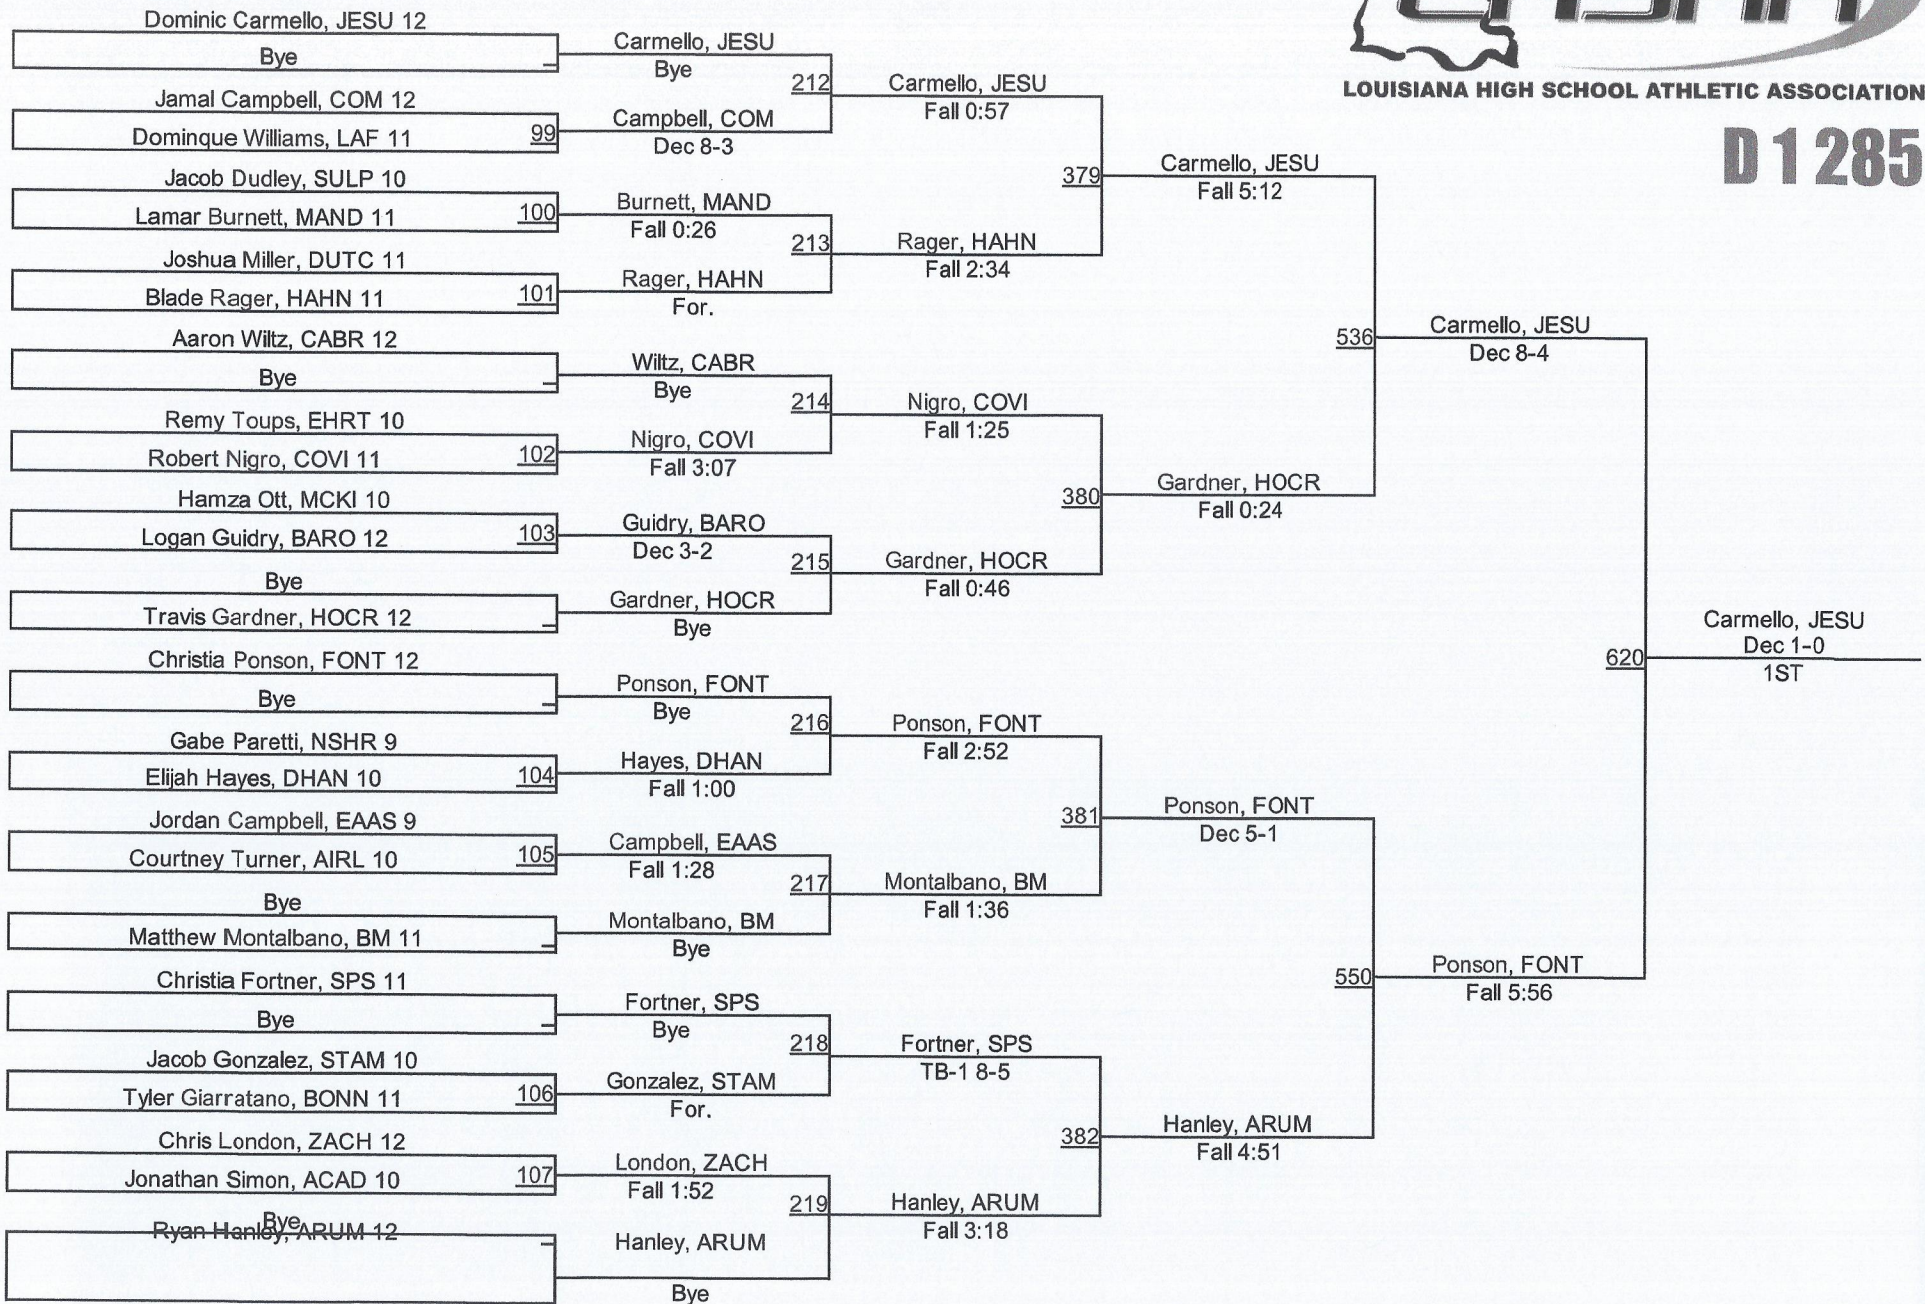 LOUISIANA HIGH SCHOOL ATHLETIC ASSOCIATION
D 1 285
Dominic Carmello, JESU 12
Bye
Jamal Campbell, COM 12
Dominque Williams, LAF 11
99
Jacob Dudley, SULP 10
Lamar Burnett, MAND 11
100
Joshua Miller, DUTC 11
Blade Rager, HAHN 11
101
Aaron Wiltz, CABR 12
Bye
Remy Toups, EHRT 10
Robert Nigro, COVI 11
102
Hamza Ott, MCKI 10
Logan Guidry, BARO 12
103
Bye
Travis Gardner, HOCR 12
Christia Ponson, FONT 12
Bye
Gabe Paretti, NSHR 9
Elijah Hayes, DHAN 10
104
Jordan Campbell, EAAS 9
Courtney Turner, AIRL 10
105
Bye
Matthew Montalbano, BM 11
Christia Fortner, SPS 11
Bye
Jacob Gonzalez, STAM 10
Tyler Giarratano, BONN 11
106
Chris London, ZACH 12
Jonathan Simon, ACAD 10
107
Bye
Ryan Hanley, ARUM 12
Carmello, JESU
Bye
212
Campbell, COM
Dec 8-3
Burnett, MAND
Fall 0:26
213
Rager, HAHN
For.
Wiltz, CABR
Bye
214
Nigro, COVI
Fall 3:07
Guidry, BARO
Dec 3-2
215
Gardner, HOCR
Bye
Ponson, FONT
Bye
216
Hayes, DHAN
Fall 1:00
Campbell, EAAS
Fall 1:28
217
Montalbano, BM
Bye
Fortner, SPS
Bye
218
Gonzalez, STAM
For.
London, ZACH
Fall 1:52
219
Hanley, ARUM
Bye
Carmello, JESU
Fall 0:57
379
Rager, HAHN
Fall 2:34
Nigro, COVI
Fall 1:25
380
Gardner, HOCR
Fall 0:46
Ponson, FONT
Fall 2:52
381
Montalbano, BM
Fall 1:36
Fortner, SPS
TB-1 8-5
382
Hanley, ARUM
Fall 3:18
Carmello, JESU
Fall 5:12
536
Gardner, HOCR
Fall 0:24
Ponson, FONT
Dec 5-1
550
Hanley, ARUM
Fall 4:51
Carmello, JESU
Dec 8-4
620
Ponson, FONT
Fall 5:56
Carmello, JESU
Dec 1-0
1ST